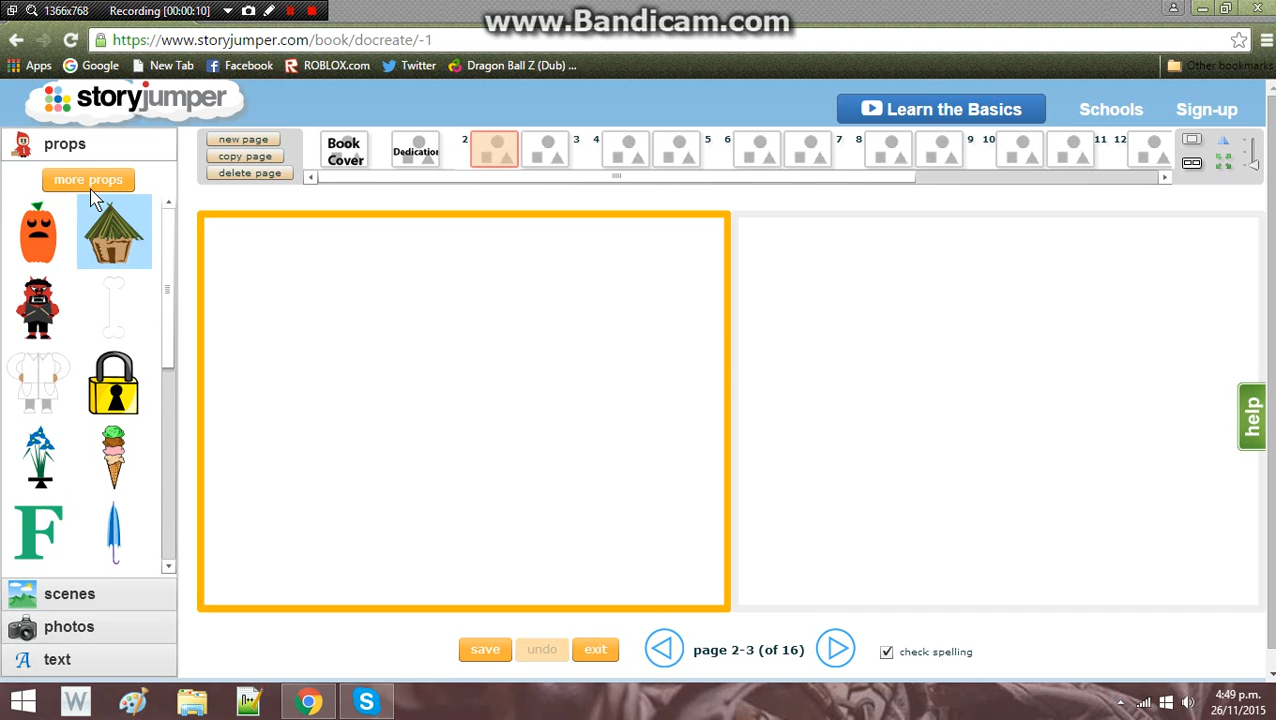 www.Bandicam.com
1366x768 Recording [00:00:10]
https://www.storyjumper.com/book/docreate/-1
Apps Google New Tab Facebook ROBLOX.com Twitter Dragon Ball Z (Dub) ... Other bookmarks
storyjumper Learn the Basics Schools Sign-up
props
more props
new page
copy page
delete page
Book Cover Dedication 2 3 4 5 6 7 8 9 10 11 12
F
scenes
photos
A text
help
save undo exit page 2-3 (of 16) check spelling
W n++ S
4:49 p.m.
26/11/2015